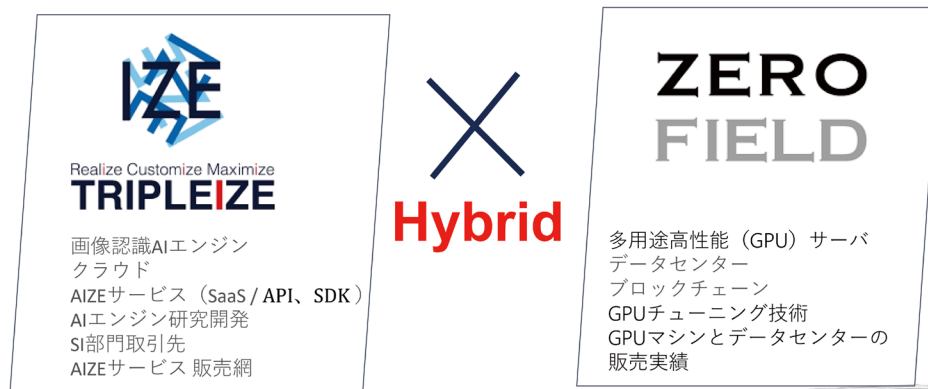 IZE
Realize Customize Maximize
TRIPLEIZE
画像認識AIエンジン
クラウド
AIZEサービス（SaaS / API、SDK ）
AIエンジン研究開発
SI部門取引先
AIZEサービス 販売網
Hybrid
ZERO
FIELD
多用途高性能（GPU）サーバ
データセンター
ブロックチェーン
GPUチューニング技術
GPUマシンとデータセンターの
販売実績